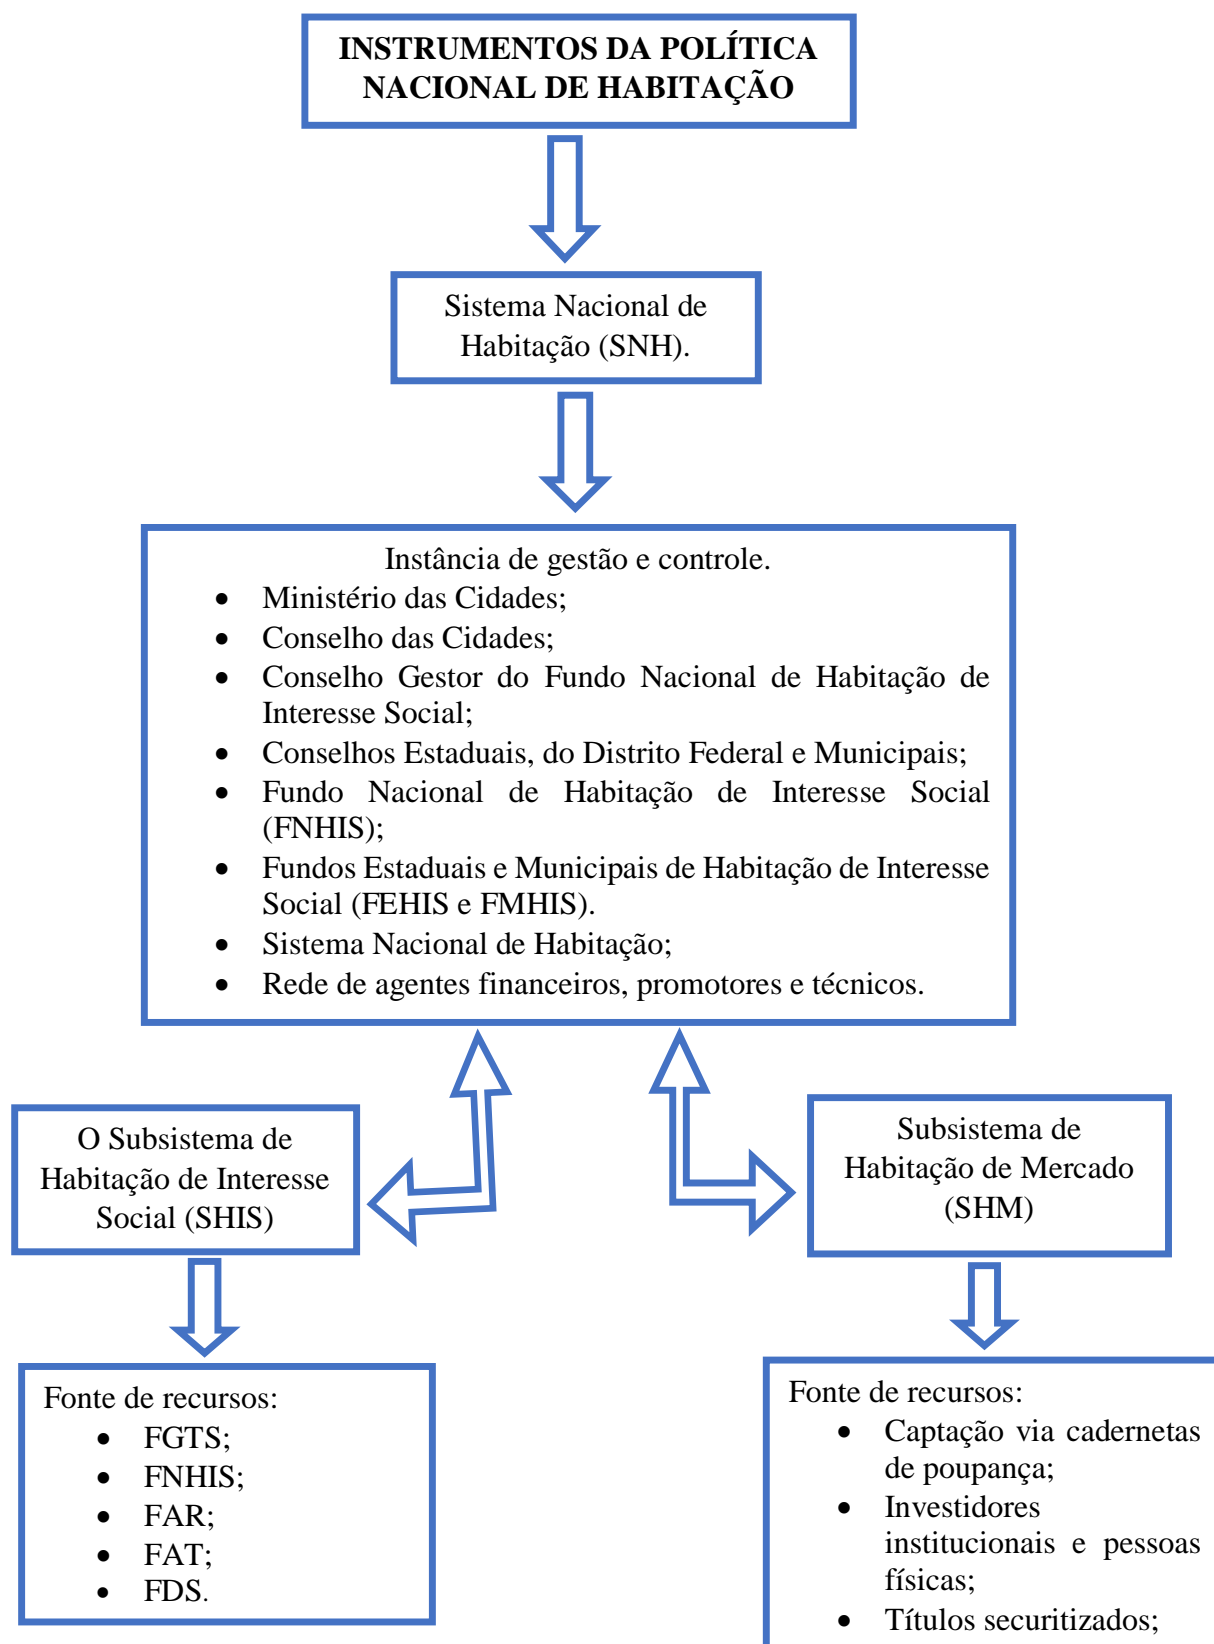 INSTRUMENTOS DA POLÍTICA
NACIONAL DE HABITAÇÃO
Sistema Nacional de
Habitação (SNH).
Instância de gestão e controle.
• Ministério das Cidades;
• Conselho das Cidades;
• Conselho Gestor do Fundo Nacional de Habitação de
Interesse Social;
• Conselhos Estaduais, do Distrito Federal e Municipais;
• Fundo Nacional de Habitação de Interesse Social
(FNHIS);
• Fundos Estaduais e Municipais de Habitação de Interesse
Social (FEHIS e FMHIS).
• Sistema Nacional de Habitação;
• Rede de agentes financeiros, promotores e técnicos.
O Subsistema de
Habitação de Interesse
Social (SHIS)
Subsistema de
Habitação de Mercado
(SHM)
Fonte de recursos:
• FGTS;
• FNHIS;
• FAR;
• FAT;
• FDS.
Fonte de recursos:
• Captação via cadernetas
de poupança;
• Investidores
institucionais e pessoas
físicas;
• Títulos securitizados;